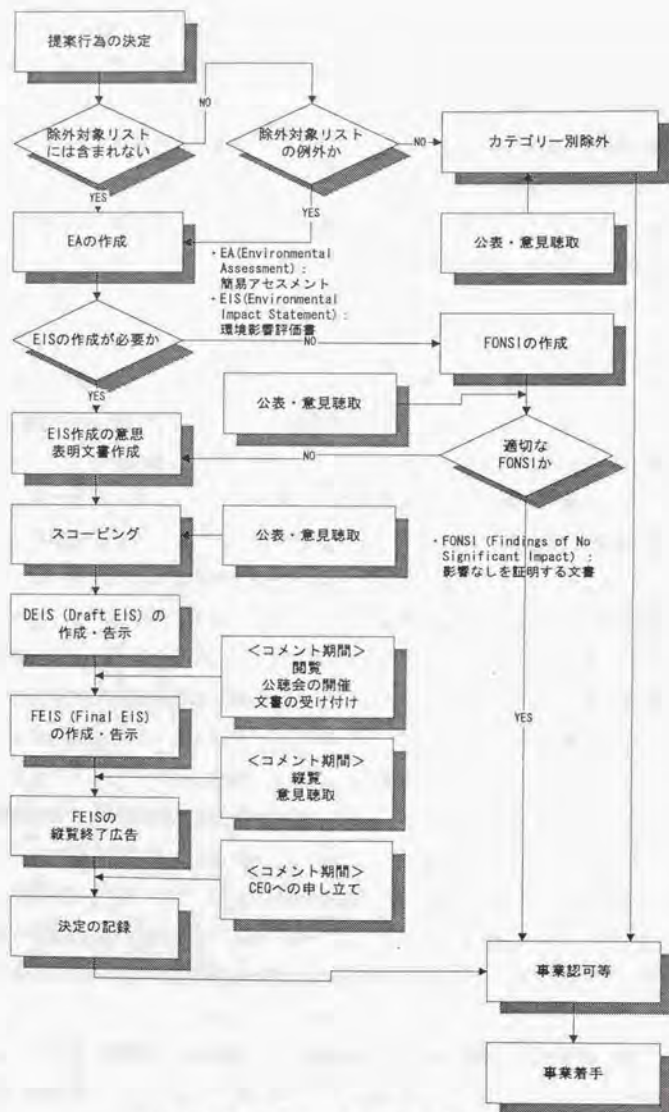 提案行為の決定
NO
除外対象リスト
には含まれない
除外対象リスト
の例外か
NO
カテゴリー別除外
YES
YES
EAの作成
公表・意見聴取
・EA(Environmental
Assessment) :
簡易アセスメント
・EIS(Environmental
Impact Statement) :
環境影響評価書
EISの作成が必要か
NO
FONSIの作成
YES
公表・意見聴取
EIS作成の意思
表明文書作成
NO
適切な
FONSIか
スコーピング
公表・意見聴取
・FONSI (Findings of No
Significant Impact) :
影響なしを証明する文書
DEIS (Draft EIS) の
作成・告示
<コメント期間>
閲覧
公聴会の開催
文書の受け付け
FEIS (Final EIS)
の作成・告示
YES
<コメント期間>
縦覧
意見聴取
FEISの
縦覧終了広告
<コメント期間>
CEQへの申し立て
決定の記録
事業認可等
事業着手